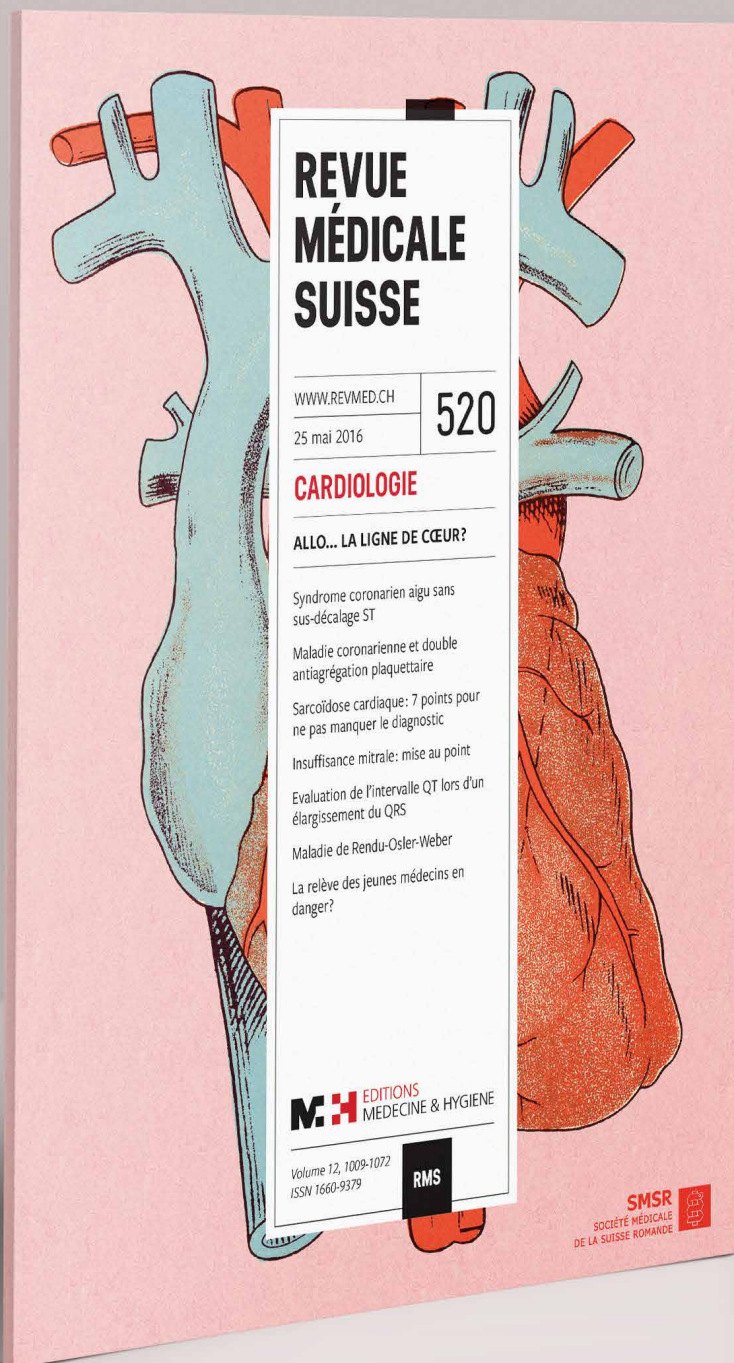 REVUE
MÉDICALE
SUISSE
WWW.REVMED.CH
25 mai 2016
520
CARDIOLOGIE
ALLO... LA LIGNE DE CŒUR?
Syndrome coronarien aigu sans
sus-décalage ST
Maladie coronarienne et double
antiagrégation plaquettaire
Sarcoïdose cardiaque: 7 points pour
ne pas manquer le diagnostic
Insuffisance mitrale: mise au point
Evaluation de l'intervalle QT lors d'un
élargissement du QRS
Maladie de Rendu-Osler-Weber
La relève des jeunes médecins en
danger?
EDITIONS
MEDECINE & HYGIENE
Volume 12, 1009-1072
ISSN 1660-9379
RMS
SMSR
SOCIÉTÉ MÉDICALE
DE LA SUISSE ROMANDE